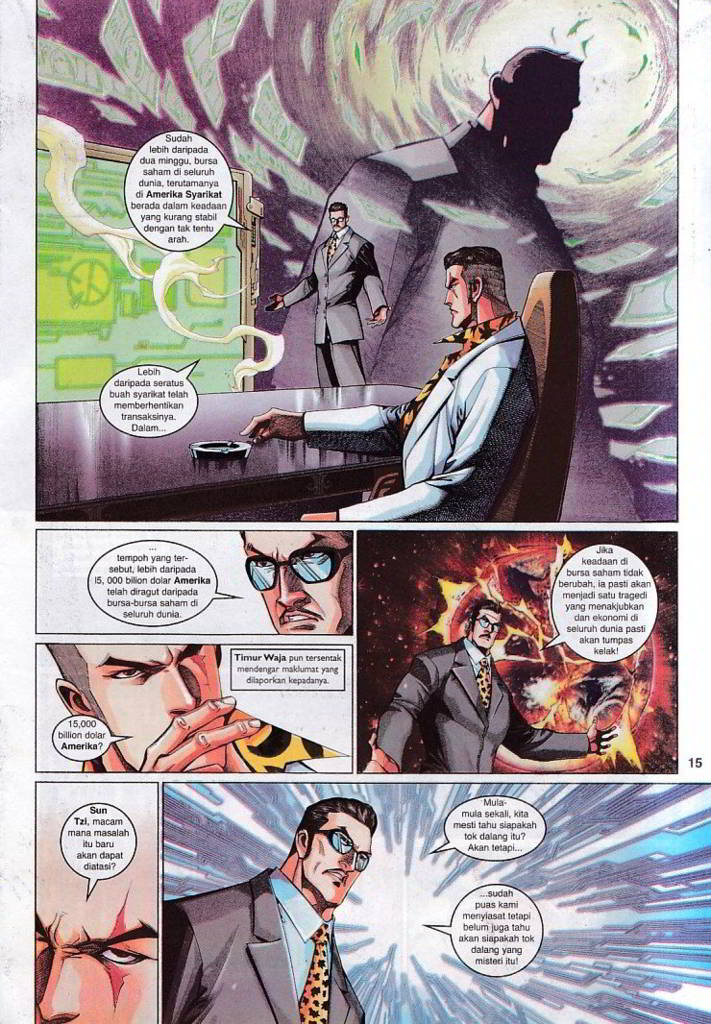 Sudah
lebih daripada
dua minggu, bursa
saham di seluruh
dunia, terutamanya
di Amerika Syarikat
berada dalam keadaan
yang kurang stabil
dengan tak tentu
arah.
Lebih
daripada seratus
buah syarikat telah
memberhentikan
transaksinya.
Dalam...
...
tempoh yang ter-
sebut, lebih daripada
I5, 000 bilion dolar Amerika
telah diragut daripada
bursa-bursa saham di
seluruh dunia.
Jika
keadaan di
bursa saham tidak
berubah, ia pasti akan
menjadi satu tragedi
yang menakjubkan
dan ekonomi di
seluruh dunia pasti
akan tumpas
kelak!
Timur Waja pun tersentak
mendengar maklumat yang
dilaporkan kepadanya.
15,000
billion dolar
Amerika?
15
Sun
Tzi, macam
mana masalah
itu baru
akan dapat
diatasi?
Mula-
mula sekali, kita
mesti tahu siapakah
tok dalang itu?
Akan tetapi...
...sudah
puas kami
menyiasat tetapi
belum juga tahu
akan siapakah tok
dalang yang
misteri itu!